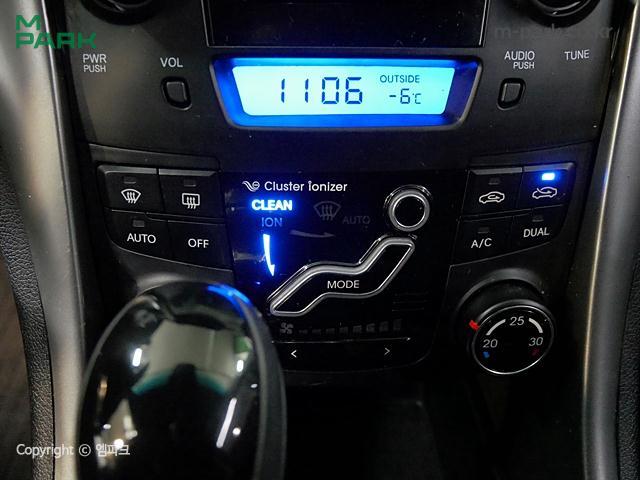 M
PARK
PWR
PUSH
VOL
AUDIO
PUSH
TUNE
1106
OUTSIDE
-6°C
Cluster ionizer
CLEAN
ION
AUTO
AUTO
OFF
MODE
A/C
DUAL
20 25 30
Copyright © 엠파크